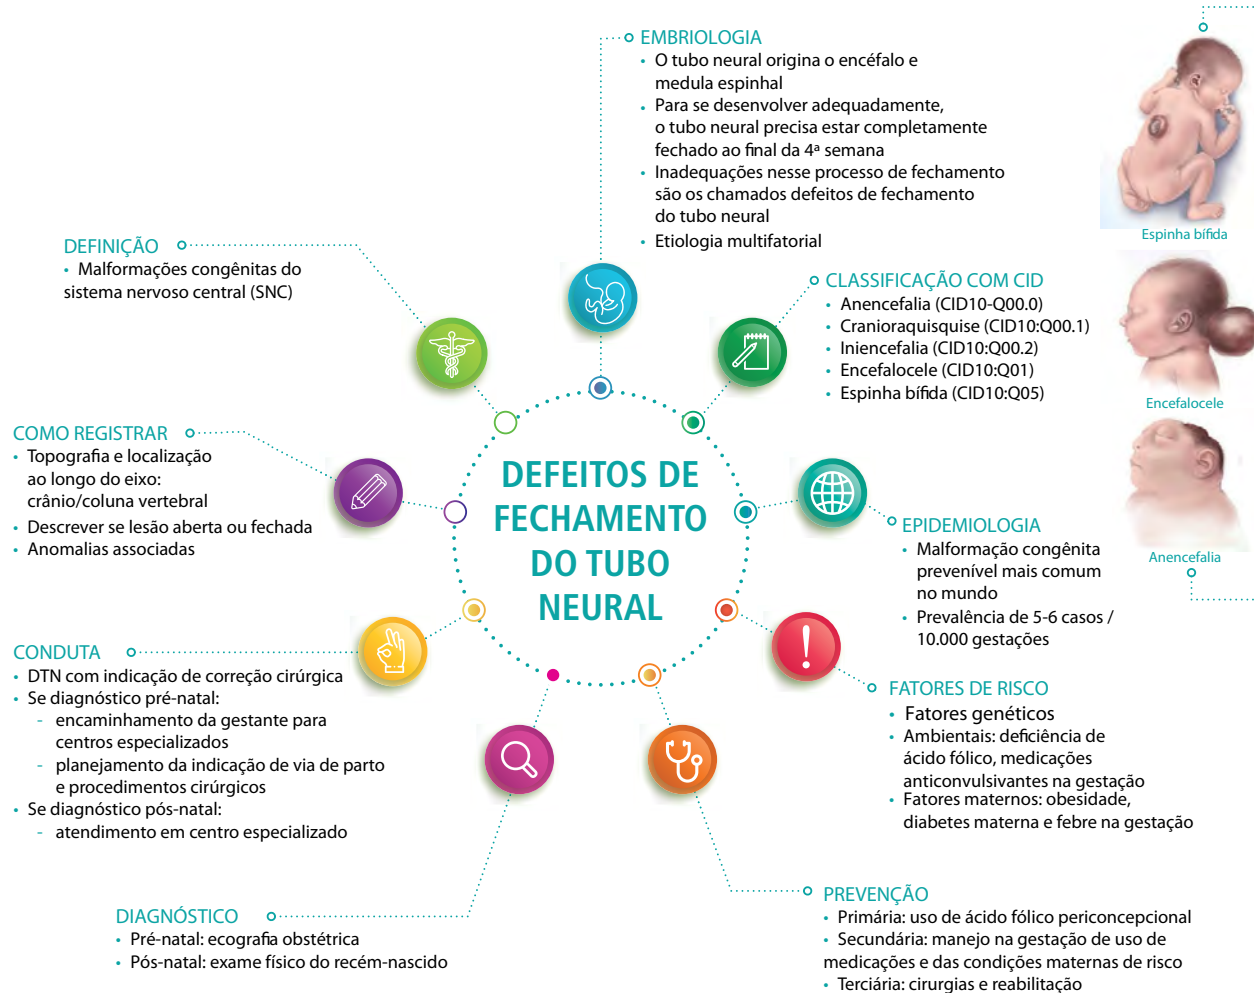 EMBRIOLOGIA
• O tubo neural origina o encéfalo e
medula espinhal
• Para se desenvolver adequadamente,
o tubo neural precisa estar completamente
fechado ao final da 4ª semana
• Inadequações nesse processo de fechamento
são os chamados defeitos de fechamento
do tubo neural
• Etiologia multifatorial
Espinha bífida
Encefalocele
Anencefalia
DEFINIÇÃO
• Malformações congênitas do
sistema nervoso central (SNC)
CLASSIFICAÇÃO COM CID
• Anencefalia (CID10-Q00.0)
• Cranioraquisquise (CID10:Q00.1)
• Iniencefalia (CID10:Q00.2)
• Encefalocele (CID10:Q01)
• Espinha bífida (CID10:Q05)
COMO REGISTRAR
• Topografia e localização
ao longo do eixo:
crânio/coluna vertebral
• Descrever se lesão aberta ou fechada
• Anomalias associadas
DEFEITOS DE
FECHAMENTO
DO TUBO
NEURAL
EPIDEMIOLOGIA
• Malformação congênita
prevenível mais comum
no mundo
• Prevalência de 5-6 casos /
10.000 gestações
CONDUTA
• DTN com indicação de correção cirúrgica
• Se diagnóstico pré-natal:
- encaminhamento da gestante para
centros especializados
- planejamento da indicação de via de parto
e procedimentos cirúrgicos
• Se diagnóstico pós-natal:
- atendimento em centro especializado
FATORES DE RISCO
• Fatores genéticos
• Ambientais: deficiência de
ácido fólico, medicações
anticonvulsivantes na gestação
• Fatores maternos: obesidade,
diabetes materna e febre na gestação
DIAGNÓSTICO
• Pré-natal: ecografia obstétrica
• Pós-natal: exame físico do recém-nascido
PREVENÇÃO
• Primária: uso de ácido fólico periconcepcional
• Secundária: manejo na gestação de uso de
medicações e das condições maternas de risco
• Terciária: cirurgias e reabilitação